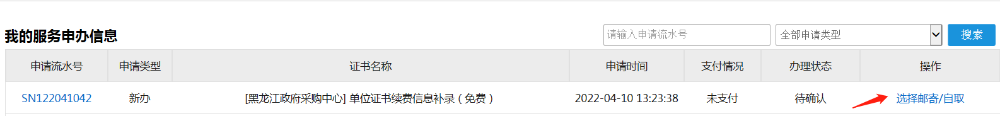 我的服务申办信息 请输入申请流水号 全部申请类型 搜索
申请流水号 申请类型 证书名称 申请时间 支付情况 办理状态 操作
SN122041042 新办 [黑龙江政府采购中心] 单位证书续费信息补录（免费） 2022-04-10 13:23:38 未支付 待确认 选择邮寄/自取